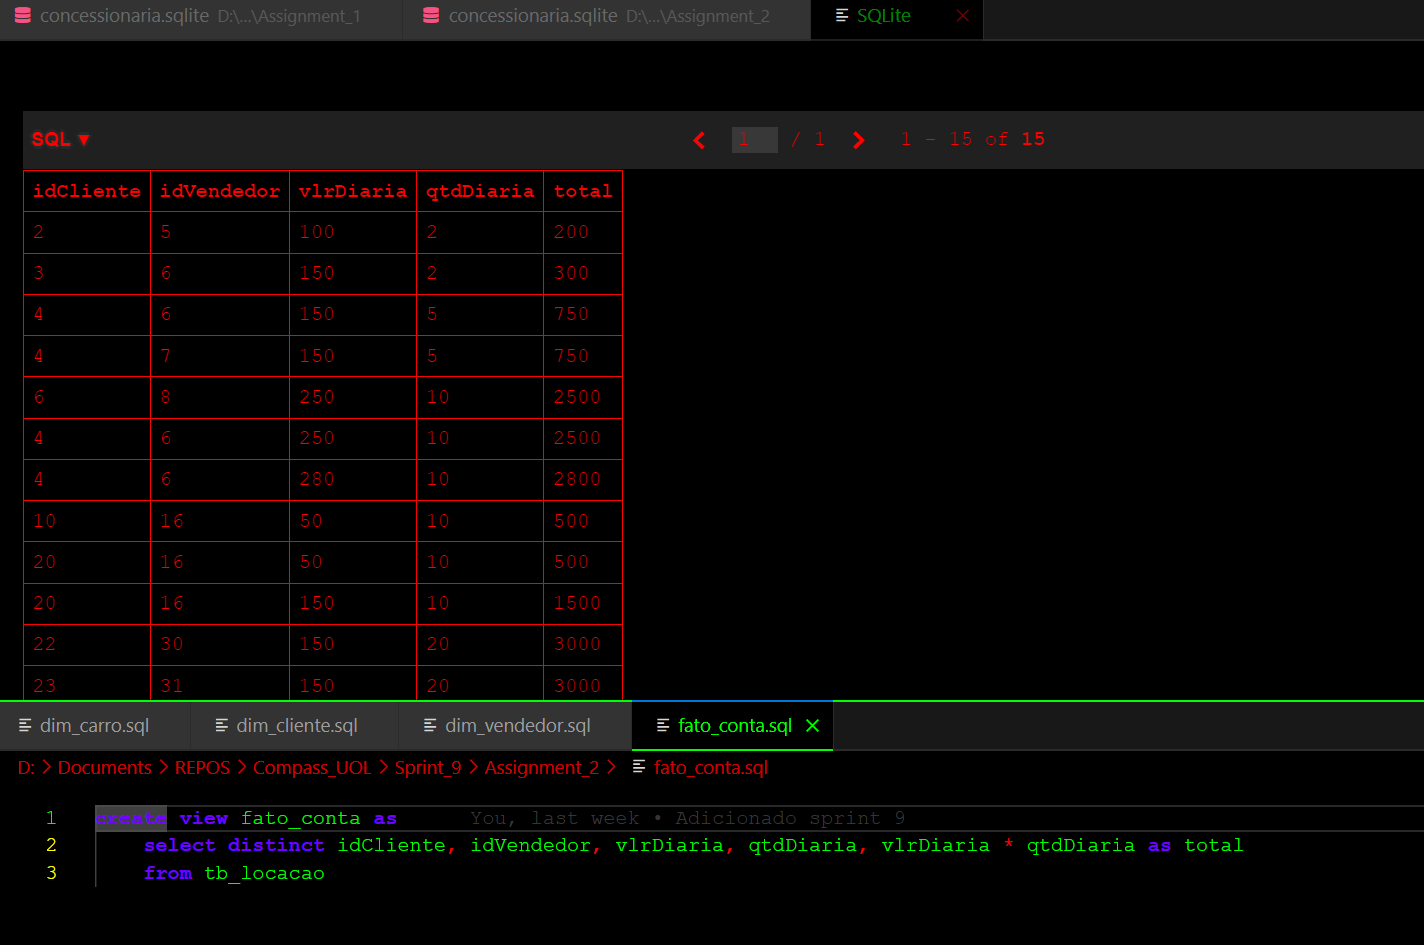 concessionaria.sqlite D:\...\Assignment_1 concessionaria.sqlite D:\...\Assignment_2 SQLite
SQL ▼ 1 / 1 1 - 15 of 15
idCliente idVendedor vlrDiaria qtdDiaria total
2 5 100 2 200
3 6 150 2 300
4 6 150 5 750
4 7 150 5 750
6 8 250 10 2500
4 6 250 10 2500
4 6 280 10 2800
10 16 50 10 500
20 16 50 10 500
20 16 150 10 1500
22 30 150 20 3000
23 31 150 20 3000
dim_carro.sql dim_cliente.sql dim_vendedor.sql fato_conta.sql
D: > Documents > REPOS > Compass_UOL > Sprint_9 > Assignment_2 > fato_conta.sql
1 create view fato_conta as You, last week • Adicionado sprint 9
2 select distinct idCliente, idVendedor, vlrDiaria, qtdDiaria, vlrDiaria * qtdDiaria as total
3 from tb_locacao